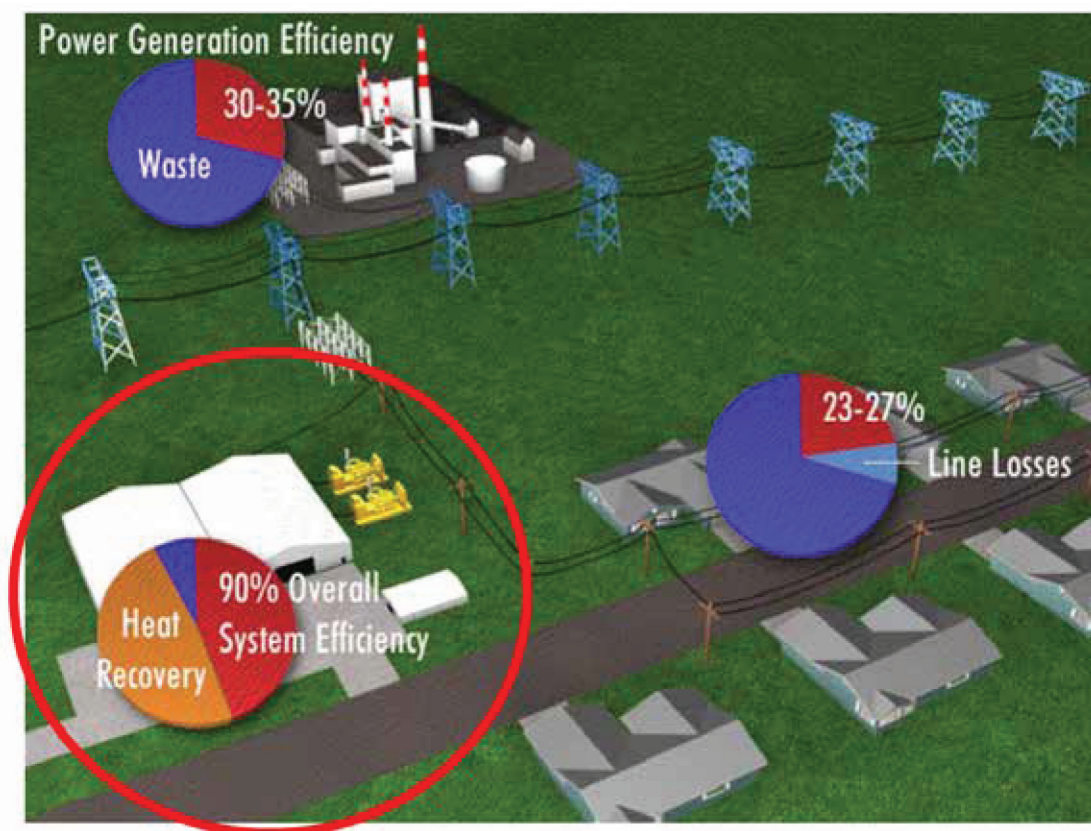 Power Generation Efficiency
30-35%
Waste
23-27%
Line Losses
90% Overall
System Efficiency
Heat
Recovery